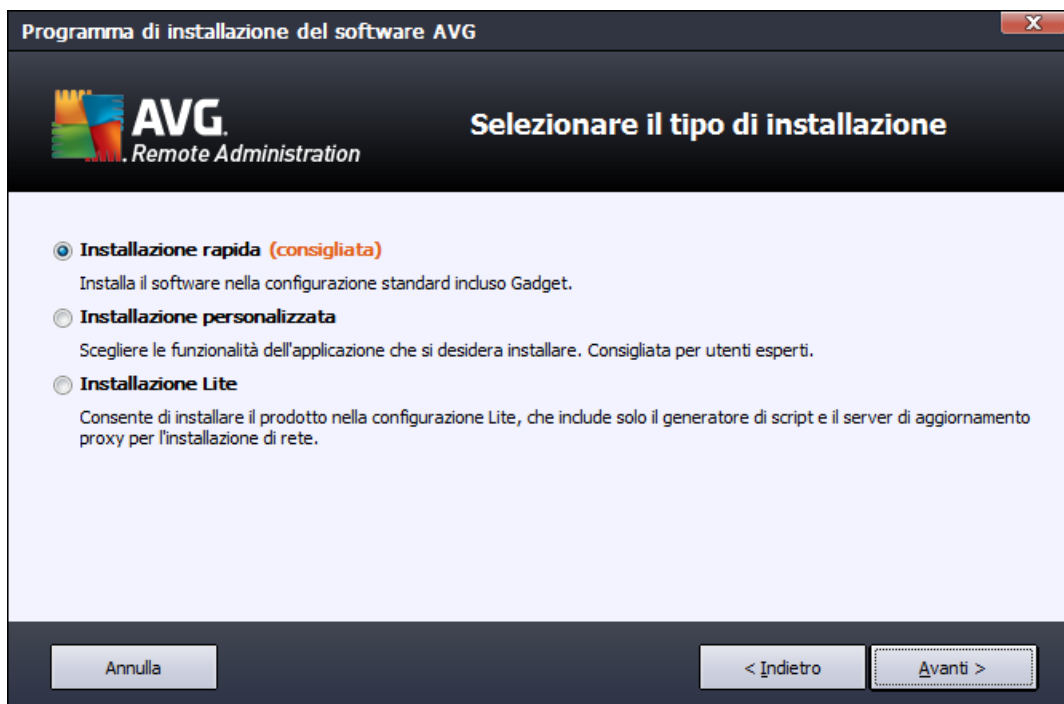 Programma di installazione del software AVG
X
AVG.
Remote Administration
Selezionare il tipo di installazione
Installazione rapida (consigliata)
Installa il software nella configurazione standard incluso Gadget.
Installazione personalizzata
Scegliere le funzionalità dell'applicazione che si desidera installare. Consigliata per utenti esperti.
Installazione Lite
Consente di installare il prodotto nella configurazione Lite, che include solo il generatore di script e il server di aggiornamento
proxy per l'installazione di rete.
Annulla
< Indietro
Avanti >